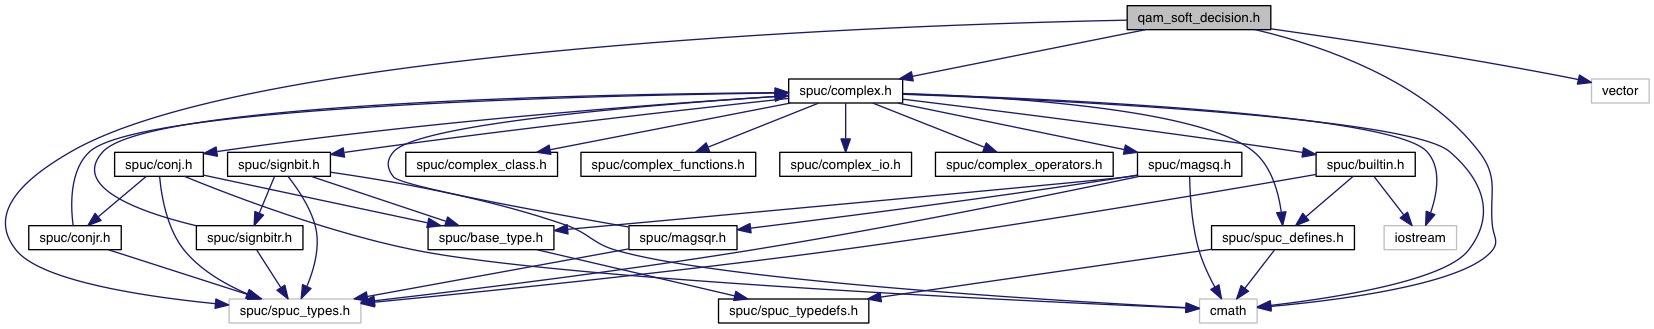 qam_soft_decision.h
spuc/complex.h
vector
spuc/conj.h
spuc/signbit.h
spuc/complex_class.h
spuc/complex_functions.h
spuc/complex_io.h
spuc/complex_operators.h
spuc/magsq.h
spuc/builtin.h
spuc/conjr.h
spuc/signbitr.h
spuc/base_type.h
spuc/magsqr.h
spuc/spuc_defines.h
iostream
spuc/spuc_types.h
spuc/spuc_typedefs.h
cmath